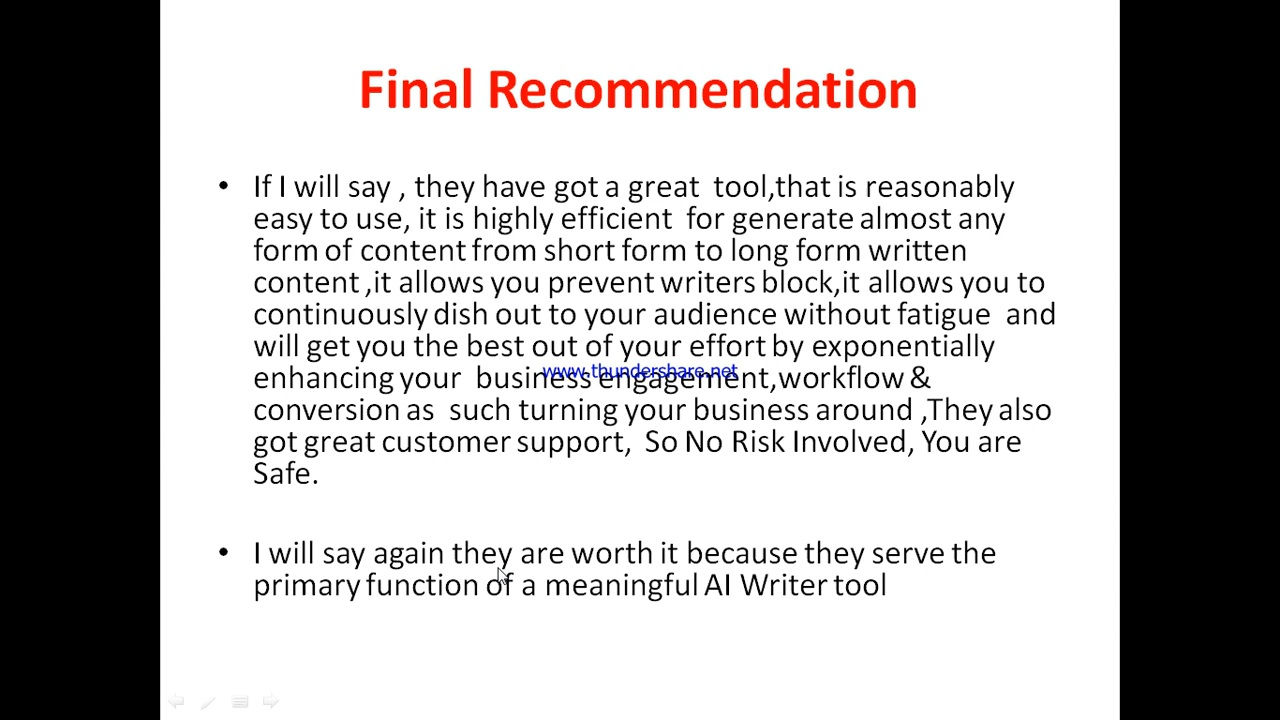 Final Recommendation
• If I will say , they have got a great  tool,that is reasonably
easy to use, it is highly efficient  for generate almost any
form of content from short form to long form written
content ,it allows you prevent writers block,it allows you to
continuously dish out to your audience without fatigue  and
will get you the best out of your effort by exponentially
www.thundershare.net
enhancing your  business engagement,workflow &
conversion as  such turning your business around ,They also
got great customer support,  So No Risk Involved, You are
Safe.
• I will say again they are worth it because they serve the
primary function of a meaningful AI Writer tool